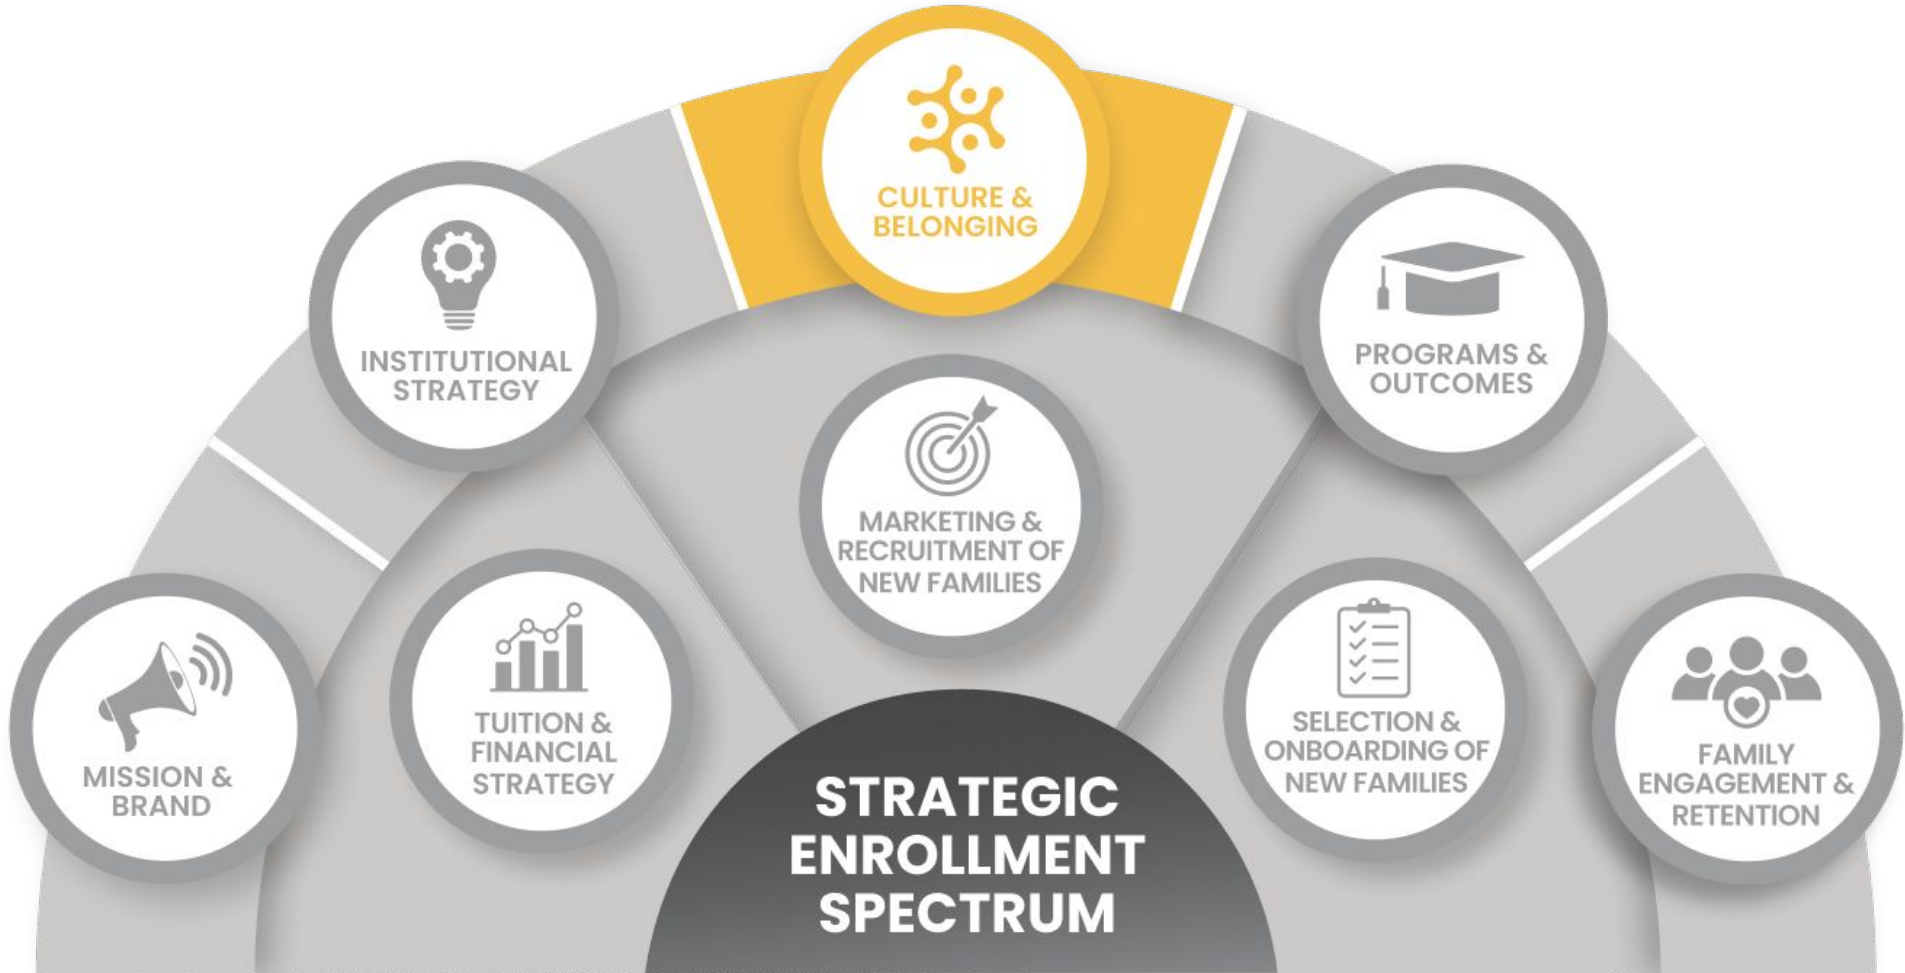 CULTURE &
BELONGING
INSTITUTIONAL
STRATEGY
PROGRAMS &
OUTCOMES
MARKETING &
RECRUITMENT OF
NEW FAMILIES
MISSION &
BRAND
TUITION &
FINANCIAL
STRATEGY
SELECTION &
ONBOARDING OF
NEW FAMILIES
FAMILY
ENGAGEMENT &
RETENTION
STRATEGIC
ENROLLMENT
SPECTRUM